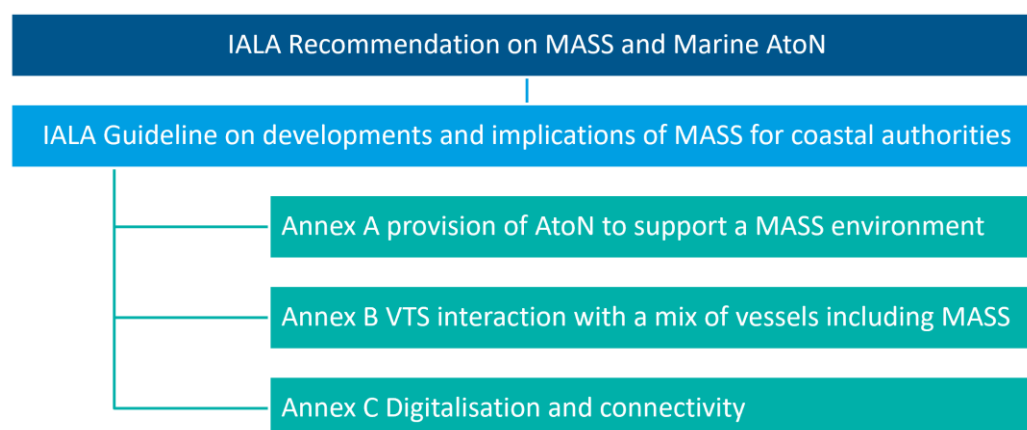 IALA Recommendation on MASS and Marine AtoN
IALA Guideline on developments and implications of MASS for coastal authorities
Annex A provision of AtoN to support a MASS environment
Annex B VTS interaction with a mix of vessels including MASS
Annex C Digitalisation and connectivity